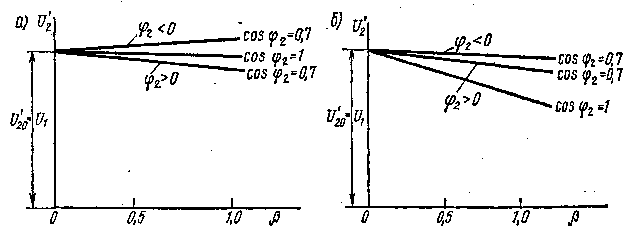 а) U₂'
φ₂<0
cos φ₂=0,7
cos φ₂=1
φ₂>0
cos φ₂=0,7
U₂₀'=U₁
0 0,5 1,0 β
б) U₂'
φ₂<0
cos φ₂=0,7
cos φ₂=0,7
φ₂>0
cos φ₂=1
U₂₀'=U₁
0 0,5 1,0 β